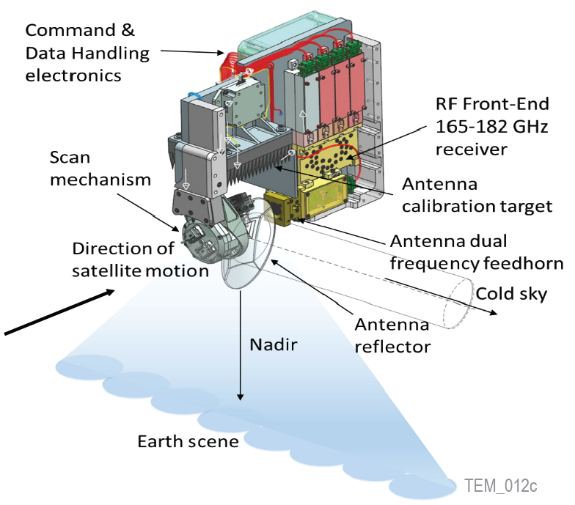 Command &
Data Handling
electronics
RF Front-End
165-182 GHz
receiver
Scan
mechanism
Antenna
calibration target
Direction of
satellite motion
Antenna dual
frequency feedhorn
Cold sky
Antenna
reflector
Nadir
Earth scene
TEM_012c